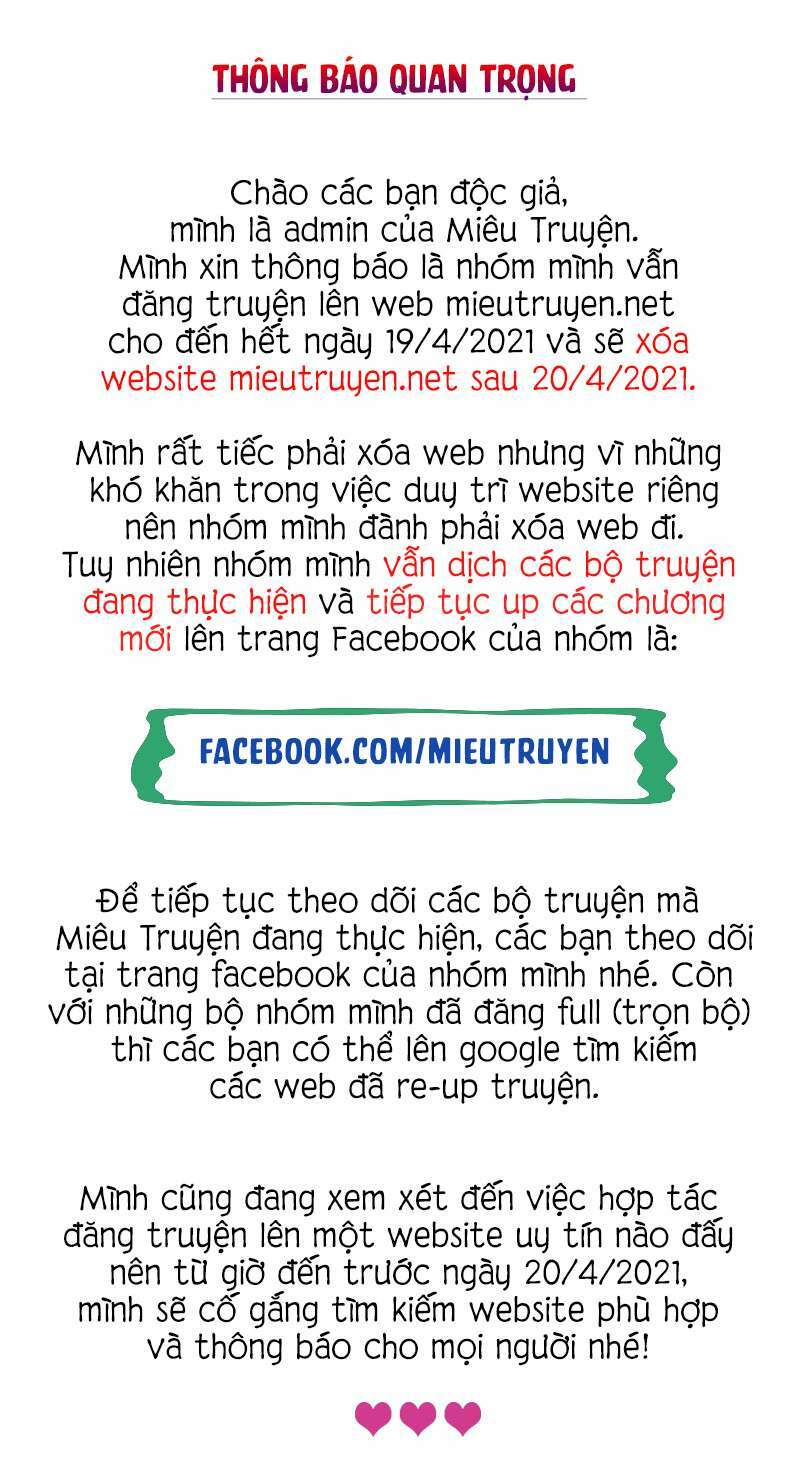 THÔNG BÁO QUAN TRỌNG
Chào các bạn độc giả,
mình là admin của Miêu Truyện.
Mình xin thông báo là nhóm mình vẫn
đăng truyện lên web mieutruyen.net
cho đến hết ngày 19/4/2021 và sẽ xóa
website mieutruyen.net sau 20/4/2021.
Mình rất tiếc phải xóa web nhưng vì những
khó khăn trong việc duy trì website riêng
nên nhóm mình đành phải xóa web đi.
Tuy nhiên nhóm mình vẫn dịch các bộ truyện
đang thực hiện và tiếp tục up các chương
mới lên trang Facebook của nhóm là:
FACEBOOK.COM/MIEUTRUYEN
Để tiếp tục theo dõi các bộ truyện mà
Miêu Truyện đang thực hiện, các bạn theo dõi
tại trang facebook của nhóm mình nhé. Còn
với những bộ nhóm mình đã đăng full (trọn bộ)
thì các bạn có thể lên google tìm kiếm
các web đã re-up truyện.
Mình cũng đang xem xét đến việc hợp tác
đăng truyện lên một website uy tín nào đấy
nên từ giờ đến trước ngày 20/4/2021,
mình sẽ cố gắng tìm kiếm website phù hợp
và thông báo cho mọi người nhé!